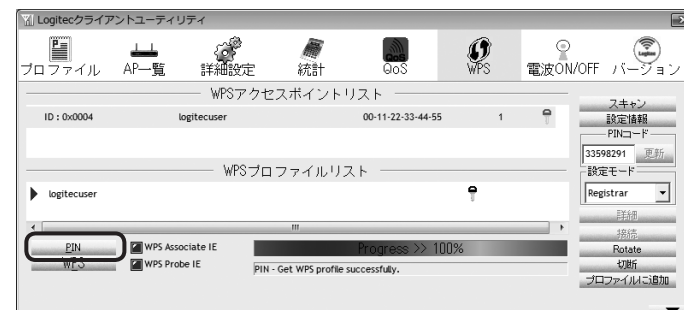 Logitecクライアントユーティリティ
プロファイル AP一覧 詳細設定 統計 QoS WPS 電波ON/OFF バージョン
WPSアクセスポイントリスト
ID : 0x0004 logitecuser 00-11-22-33-44-55 1
WPSプロファイルリスト
logitecuser
PIN WPS Associate IE Progress >> 100%
WPS WPS Probe IE PIN - Get WPS profile successfully.
スキャン
設定情報
PINコード
33598291 更新
設定モード
Registrar
詳細
接続
Rotate
切断
プロファイルに追加